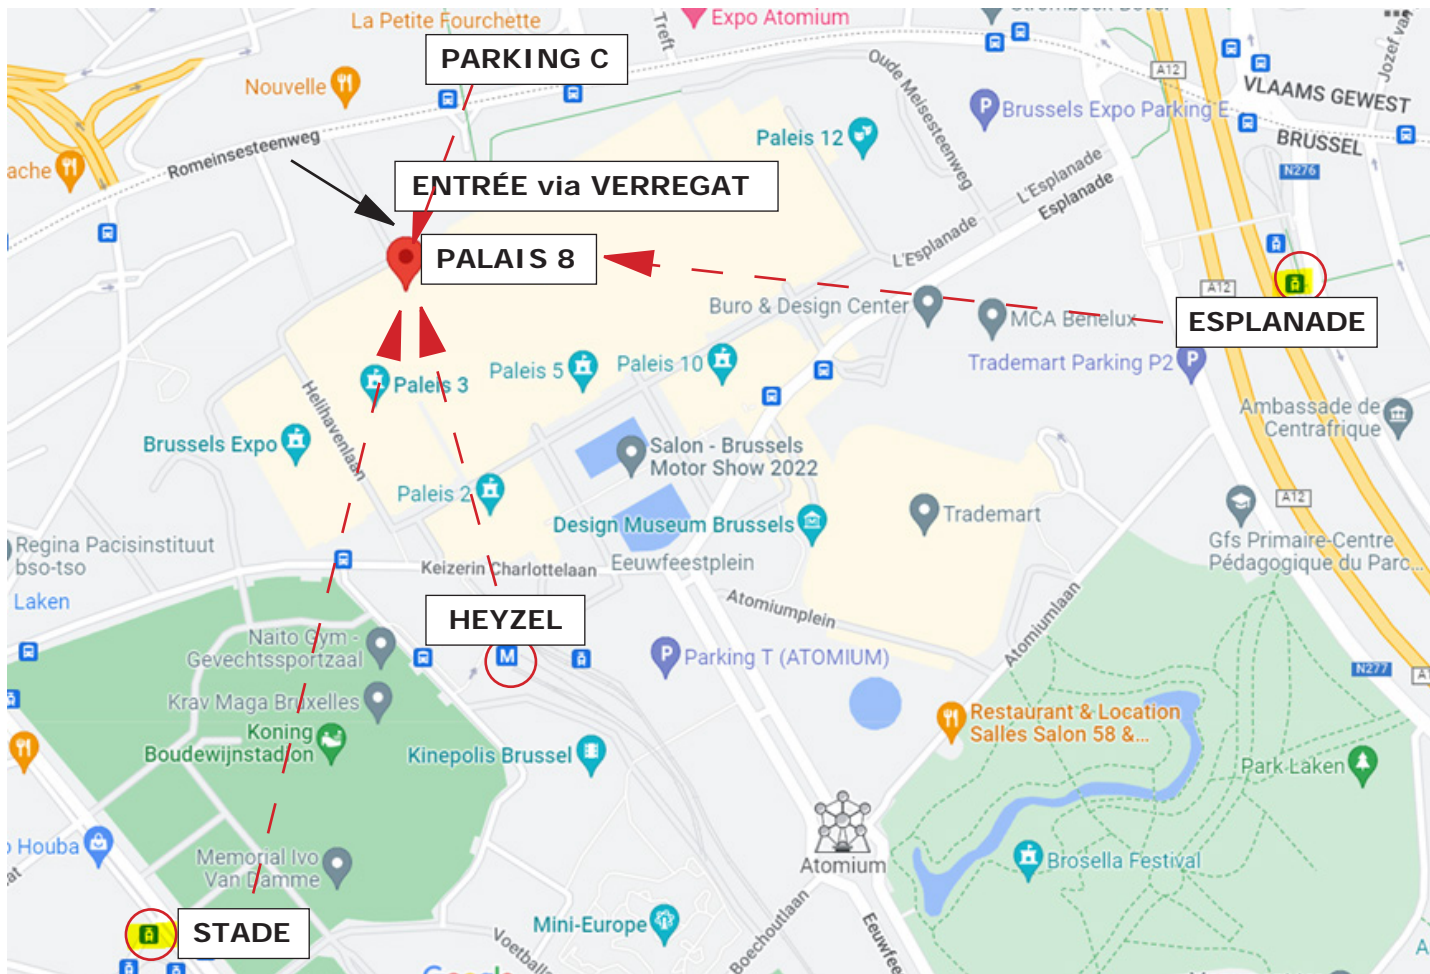 La Petite Fourchette
Expo Atomium
Treft
PARKING C
Nouvelle
Oude Meisesteenweg
A12
Jozef van
VLAAMS GEWEST
Brussels Expo Parking E
BRUSSEL
Paleis 12
Romeinsesteenweg
ache
N276
ENTRÉE via VERREGAT
L'Esplanade
Esplanade
L'Esplanade
PALAIS 8
A12
Buro & Design Center
MCA Benelux
ESPLANADE
Trademart Parking P2
Paleis 3
Paleis 5
Paleis 10
Helihavenlaan
Ambassade de
Centrafrique
Brussels Expo
Salon - Brussels
Motor Show 2022
Paleis 2
A12
Design Museum Brussels
Trademart
Gfs Primaire-Centre
Pédagogique du Parc...
Regina Pacisinstituut
bso-tso
Keizerin Charlottelaan
Eeuwfeestplein
Laken
Atomiumplein
Atomiumlaan
HEYZEL
Naito Gym -
Gevechtssportzaal
M
Parking T (ATOMIUM)
N277
Krav Maga Bruxelles
Restaurant & Location
Salles Salon 58 &...
Koning
Boudewijnstadion
Kinepolis Brussel
Park Laken
Houba
Memorial Ivo
Van Damme
Atomium
Brosella Festival
STADE
Mini-Europe
Boechoutlaan